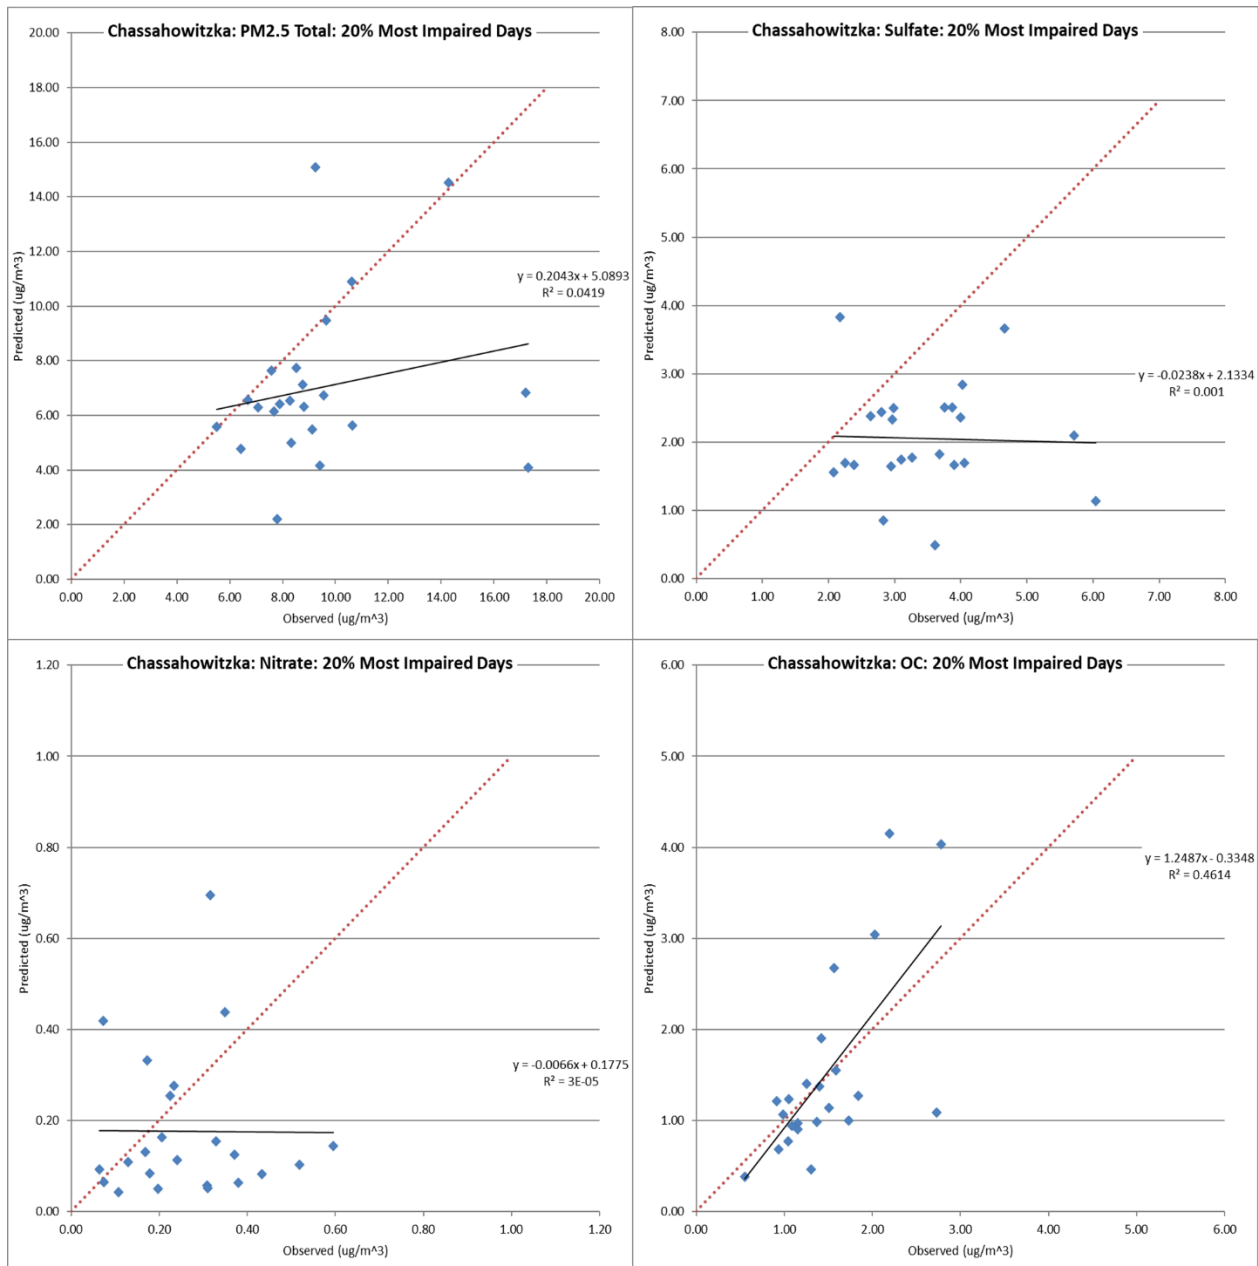 Chassahowitzka: PM2.5 Total: 20% Most Impaired Days
20.00
18.00
16.00
14.00
12.00
10.00
8.00
6.00
4.00
2.00
0.00
Predicted (ug/m^3)
y = 0.2043x + 5.0893
R² = 0.0419
0.00 2.00 4.00 6.00 8.00 10.00 12.00 14.00 16.00 18.00 20.00
Observed (ug/m^3)
Chassahowitzka: Sulfate: 20% Most Impaired Days
8.00
7.00
6.00
5.00
4.00
3.00
2.00
1.00
0.00
Predicted (ug/m^3)
y = -0.0238x + 2.1334
R² = 0.001
0.00 1.00 2.00 3.00 4.00 5.00 6.00 7.00 8.00
Observed (ug/m^3)
Chassahowitzka: Nitrate: 20% Most Impaired Days
1.20
1.00
0.80
0.60
0.40
0.20
0.00
Predicted (ug/m^3)
y = -0.0066x + 0.1775
R² = 3E-05
0.00 0.20 0.40 0.60 0.80 1.00 1.20
Observed (ug/m^3)
Chassahowitzka: OC: 20% Most Impaired Days
6.00
5.00
4.00
3.00
2.00
1.00
0.00
Predicted (ug/m^3)
y = 1.2487x - 0.3348
R² = 0.4614
0.00 1.00 2.00 3.00 4.00 5.00 6.00
Observed (ug/m^3)